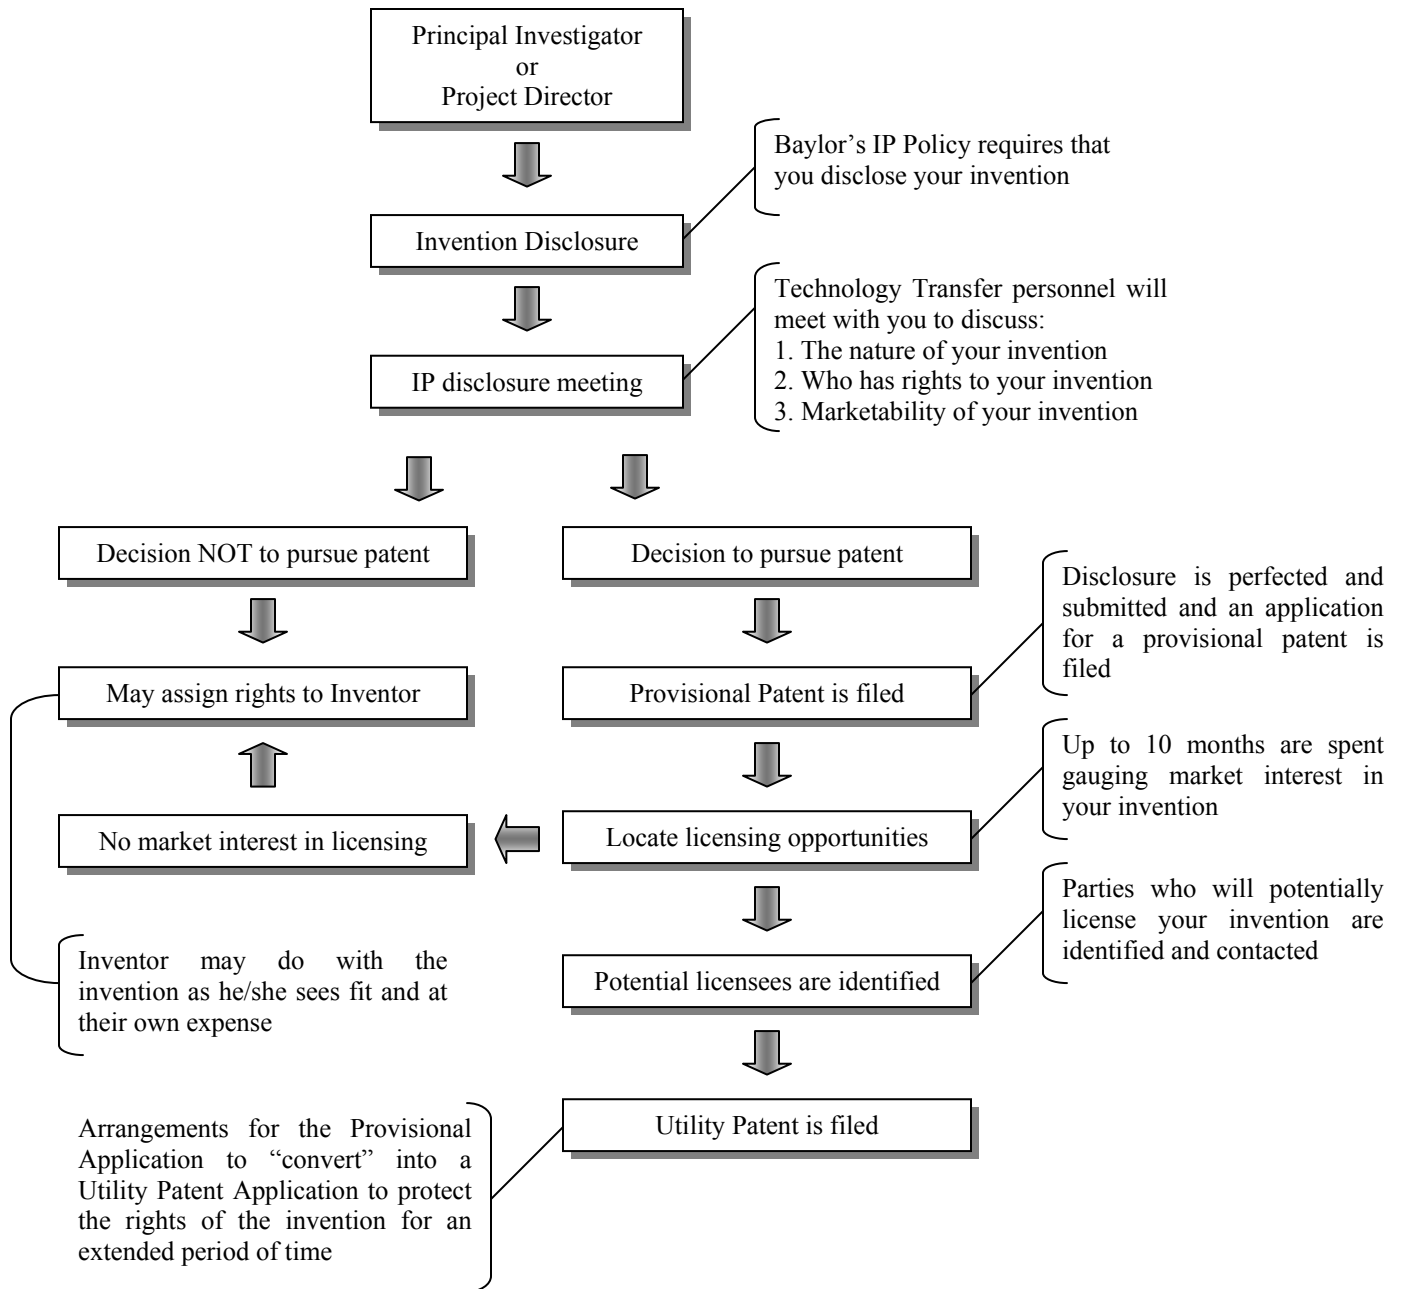 Principal Investigator
or
Project Director
Baylor’s IP Policy requires that
you disclose your invention
Invention Disclosure
Technology Transfer personnel will
meet with you to discuss:
1. The nature of your invention
2. Who has rights to your invention
3. Marketability of your invention
IP disclosure meeting
Decision NOT to pursue patent
Decision to pursue patent
Disclosure is perfected and
submitted and an application
for a provisional patent is
filed
May assign rights to Inventor
Provisional Patent is filed
Up to 10 months are spent
gauging market interest in
your invention
No market interest in licensing
Locate licensing opportunities
Parties who will potentially
license your invention are
identified and contacted
Inventor may do with the
invention as he/she sees fit and at
their own expense
Potential licensees are identified
Utility Patent is filed
Arrangements for the Provisional
Application to “convert” into a
Utility Patent Application to protect
the rights of the invention for an
extended period of time